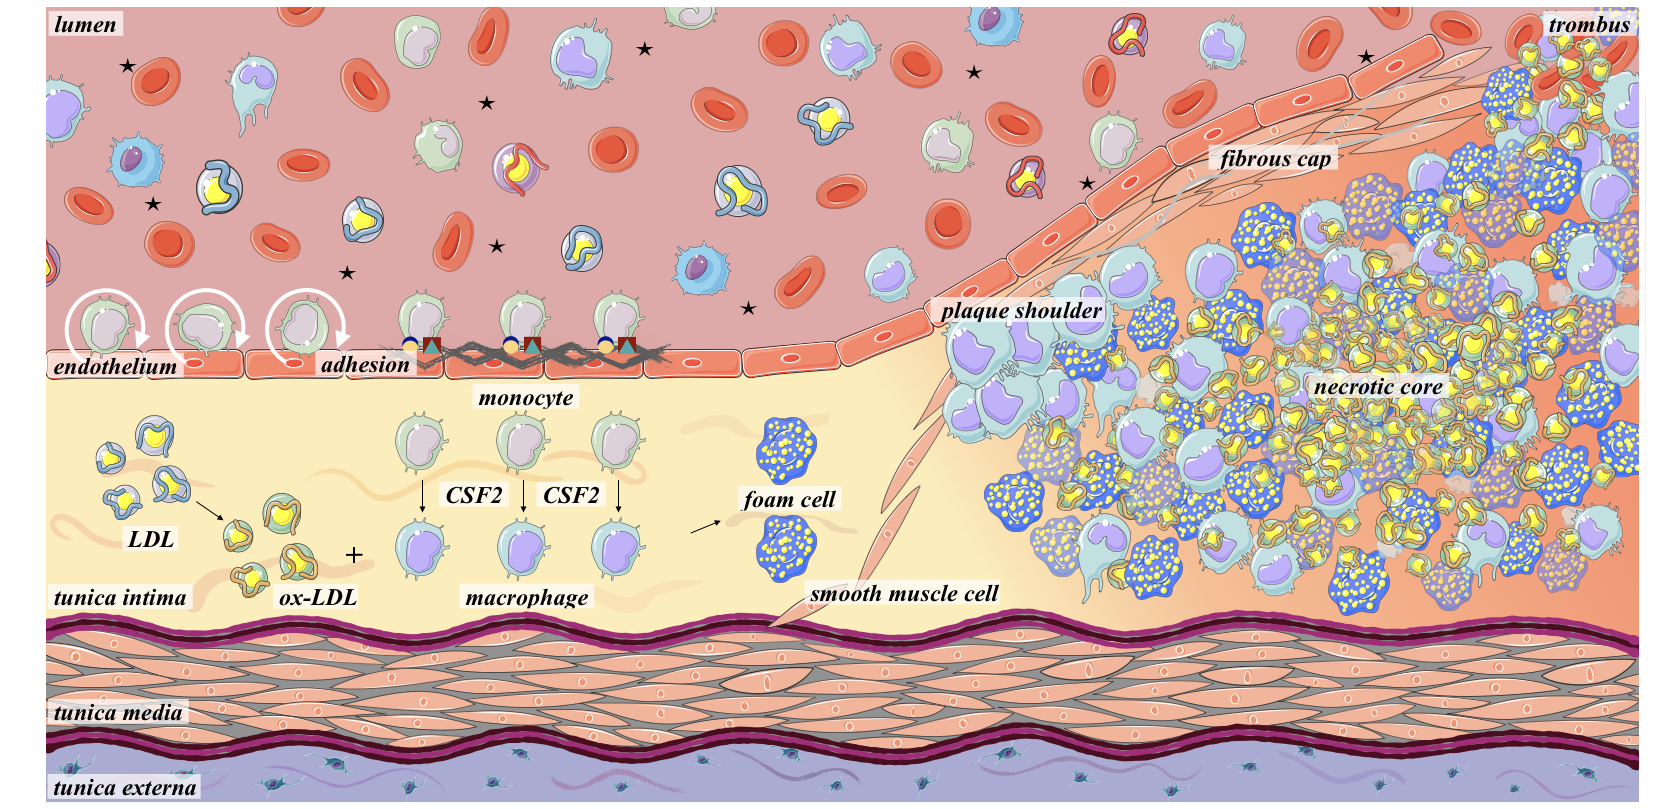 lumen
trombus
fibrous cap
plaque shoulder
endothelium
adhesion
necrotic core
monocyte
CSF2
CSF2
foam cell
LDL
ox-LDL
+
macrophage
smooth muscle cell
tunica intima
tunica media
tunica externa